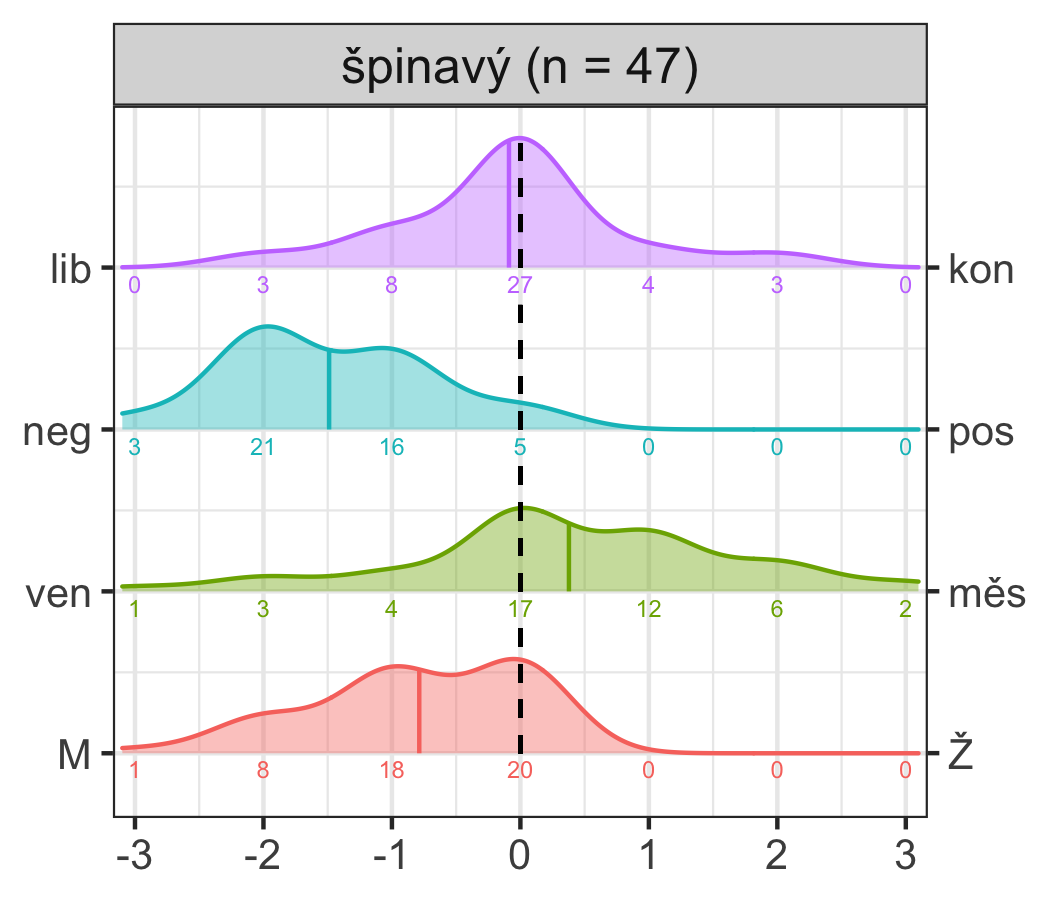 špinavý (n = 47)
lib kon
0 3 8 27 4 3 0
neg pos
3 21 16 5 0 0 0
ven měs
1 3 4 17 12 6 2
M Ž
1 8 18 20 0 0 0
-3 -2 -1 0 1 2 3